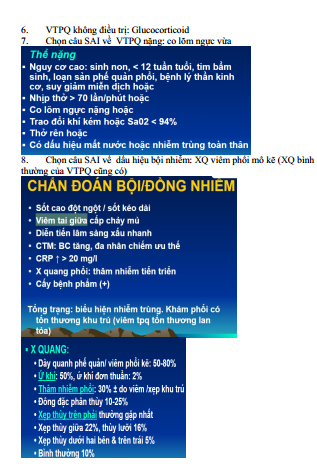 6. VTPQ không điều trị: Glucocorticoid
7. Chọn câu SAI về VTPQ nặng: co lõm ngực vừa
Thể nặng
• Nguy cơ cao: sinh non, < 12 tuần tuổi, tim bẩm
sinh, loạn sản phế quản phổi, bệnh lý thần kinh
cơ, suy giảm miễn dịch hoặc
• Nhịp thở > 70 lần/phút hoặc
• Co lõm ngực nặng hoặc
• Trao đổi khí kém hoặc Sa02 < 94%
• Thở rên hoặc
• Có dấu hiệu mất nước hoặc nhiễm trùng toàn thân
8. Chọn câu SAI về dấu hiệu bội nhiễm: XQ viêm phổi mô kẽ (XQ bình
thường của VTPQ cũng có)
CHẨN ĐOÁN BỘI/ĐỒNG NHIỄM
• Sốt cao đột ngột / sốt kéo dài
• Viêm tai giữa cấp chảy mủ
• Diễn tiến lâm sàng xấu nhanh
• CTM: BC tăng, đa nhân chiếm ưu thế
• CRP ↑ > 20 mg/l
• X quang phổi: thâm nhiễm tiến triển
• Cấy bệnh phẩm (+)
Tổng trạng: biểu hiện nhiễm trùng. Khám phổi có
tổn thương khu trú (viêm tpq tổn thương lan
tỏa)
• X QUANG:
• Dày quanh phế quản/ viêm phổi kẽ: 50-80%
• Ứ khí: 50%, ứ khí đơn thuần: 2%
• Thâm nhiễm phổi: 30% ± do viêm /xẹp khu trú
• Đông đặc phân thùy 10-25%
• Xẹp thùy trên phải thường gặp nhất
• Xẹp thùy giữa 22%, thùy lưỡi 16%
• Xẹp thùy dưới hai bên & trên trái 5%
• Bình thường 10%